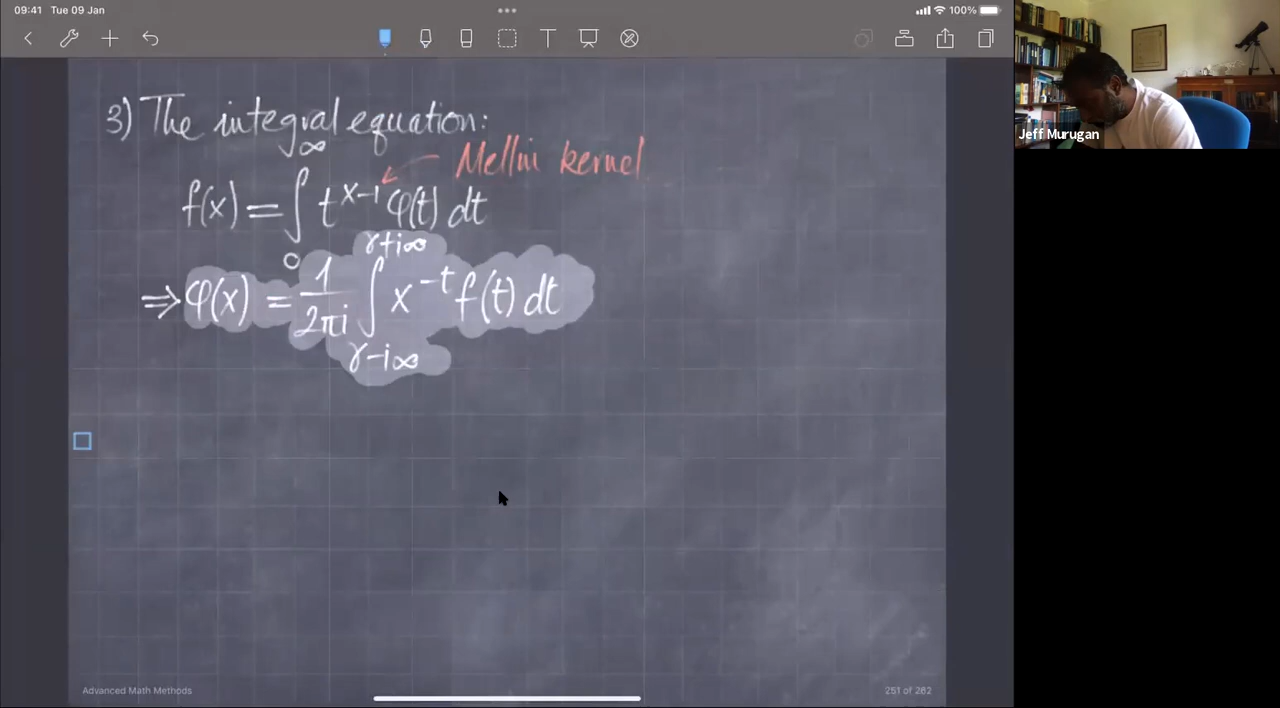 09:41 Tue 09 Jan
100%
3) The integral equation:
Mellin kernel
f(x) = ∫₀^∞ t^{x-1} φ(t) dt
⇒ φ(x) = 1/2πi ∫_{γ-i∞}^{γ+i∞} x^{-t} f(t) dt
Jeff Murugan
Advanced Math Methods
251 of 262